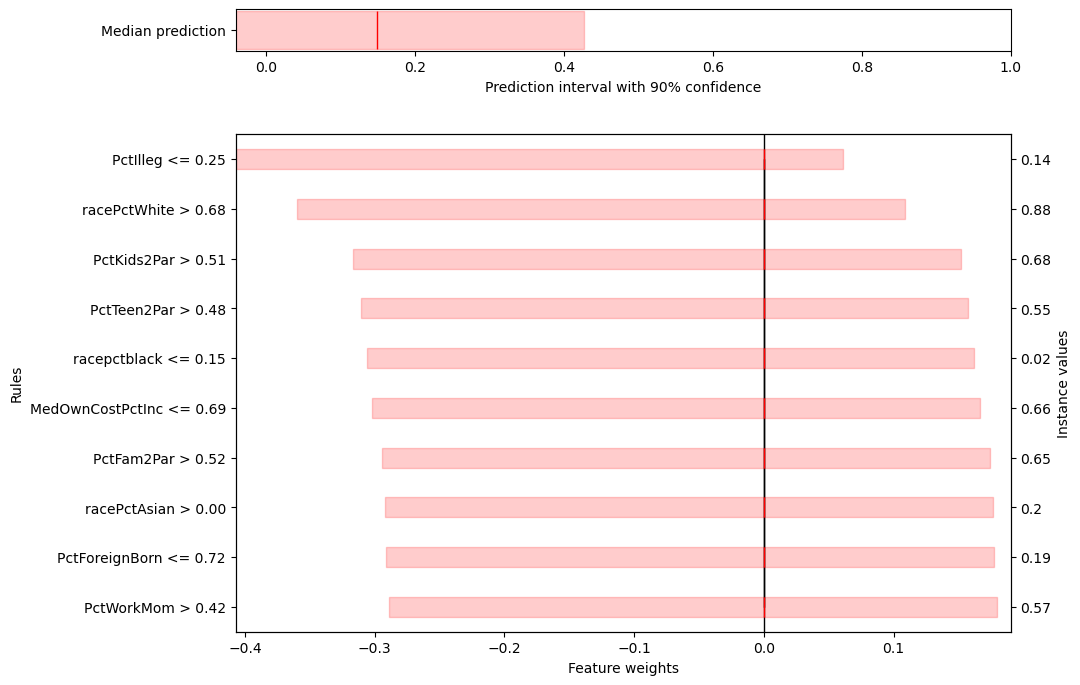 Median prediction
0.0 0.2 0.4 0.6 0.8 1.0
Prediction interval with 90% confidence
PctIlleg <= 0.25 0.14
racePctWhite > 0.68 0.88
PctKids2Par > 0.51 0.68
PctTeen2Par > 0.48 0.55
racepctblack <= 0.15 0.02
Rules
MedOwnCostPctInc <= 0.69 0.66
Instance values
PctFam2Par > 0.52 0.65
racePctAsian > 0.00 0.2
PctForeignBorn <= 0.72 0.19
PctWorkMom > 0.42 0.57
−0.4 −0.3 −0.2 −0.1 0.0 0.1
Feature weights